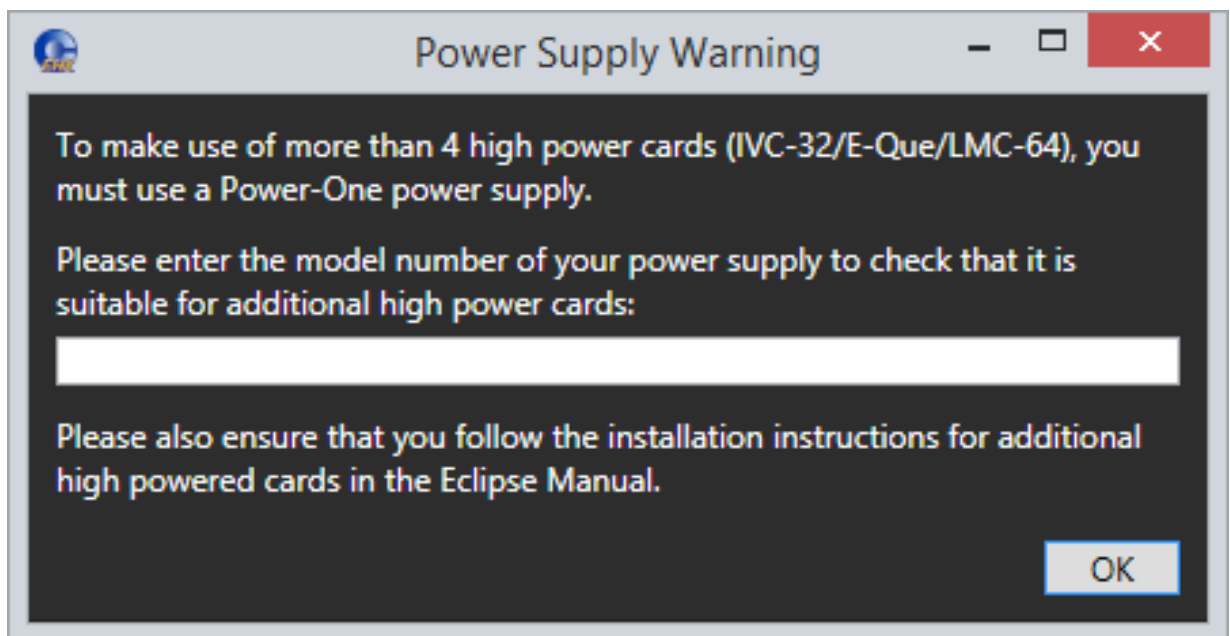 Power Supply Warning
To make use of more than 4 high power cards (IVC-32/E-Que/LMC-64), you
must use a Power-One power supply.
Please enter the model number of your power supply to check that it is
suitable for additional high power cards:
Please also ensure that you follow the installation instructions for additional
high powered cards in the Eclipse Manual.
OK